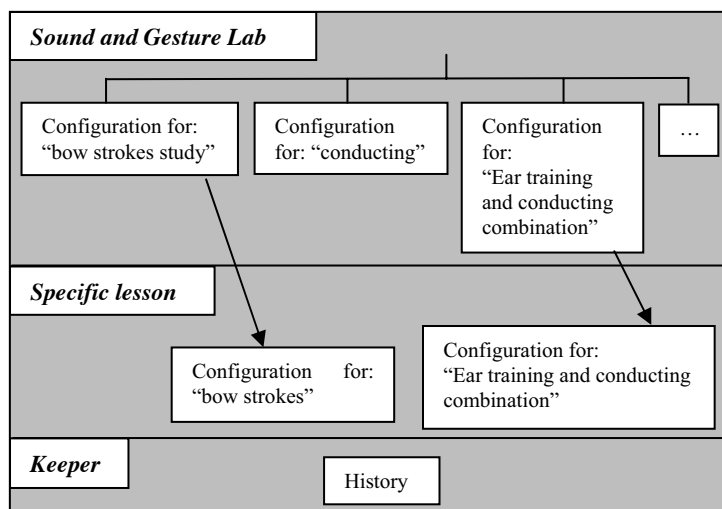 Sound and Gesture Lab
Configuration for:
“bow strokes study”
Configuration
for: “conducting”
Configuration
for:
“Ear training
and conducting
combination”
…
Specific lesson
Configuration for:
“bow strokes”
Configuration for:
“Ear training and conducting
combination”
Keeper
History